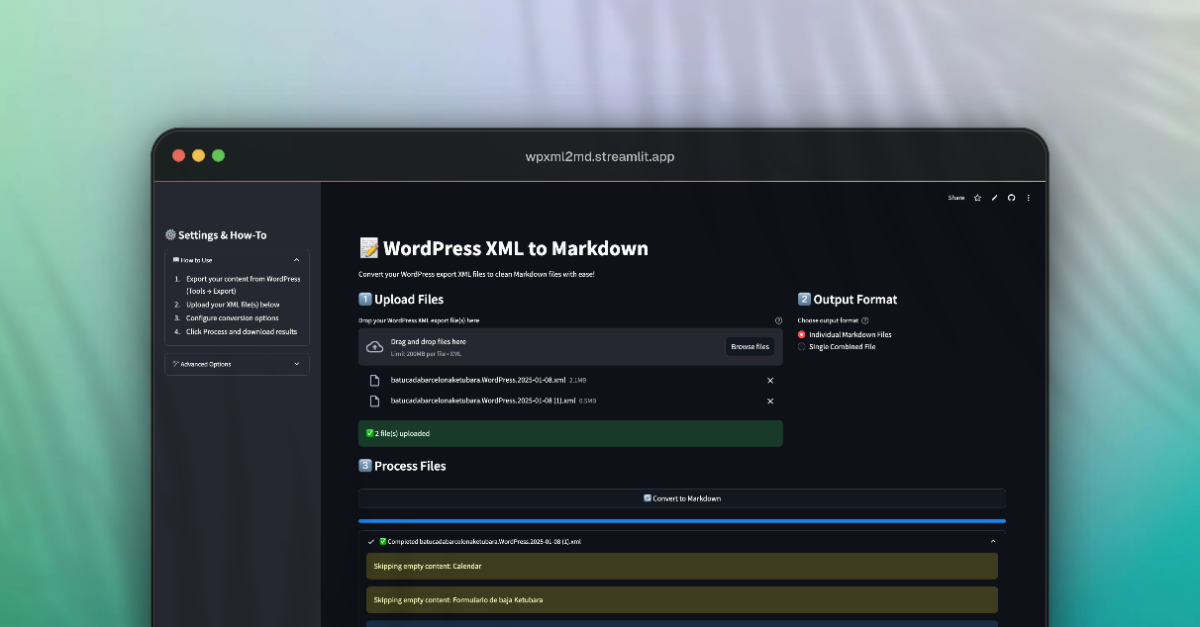 wpxml2md.streamlit.app
Share
Settings & How-To
How to Use
1. Export your content from WordPress
(Tools → Export)
2. Upload your XML file(s) below
3. Configure conversion options
4. Click Process and download results
Advanced Options
WordPress XML to Markdown
Convert your WordPress export XML files to clean Markdown files with ease!
1 Upload Files
Drop your WordPress XML export file(s) here
Drag and drop files here
Limit 200MB per file • XML
Browse files
batucadabarcelonaketubara.WordPress.2025-01-08.xml 2.1MB
batucadabarcelonaketubara.WordPress.2025-01-08 (1).xml 0.5MB
2 file(s) uploaded
2 Output Format
Choose output format
Individual Markdown Files
Single Combined File
3 Process Files
Convert to Markdown
Completed batucadabarcelonaketubara.WordPress.2025-01-08 (1).xml
Skipping empty content: Calendar
Skipping empty content: Formulario de baja Ketubara